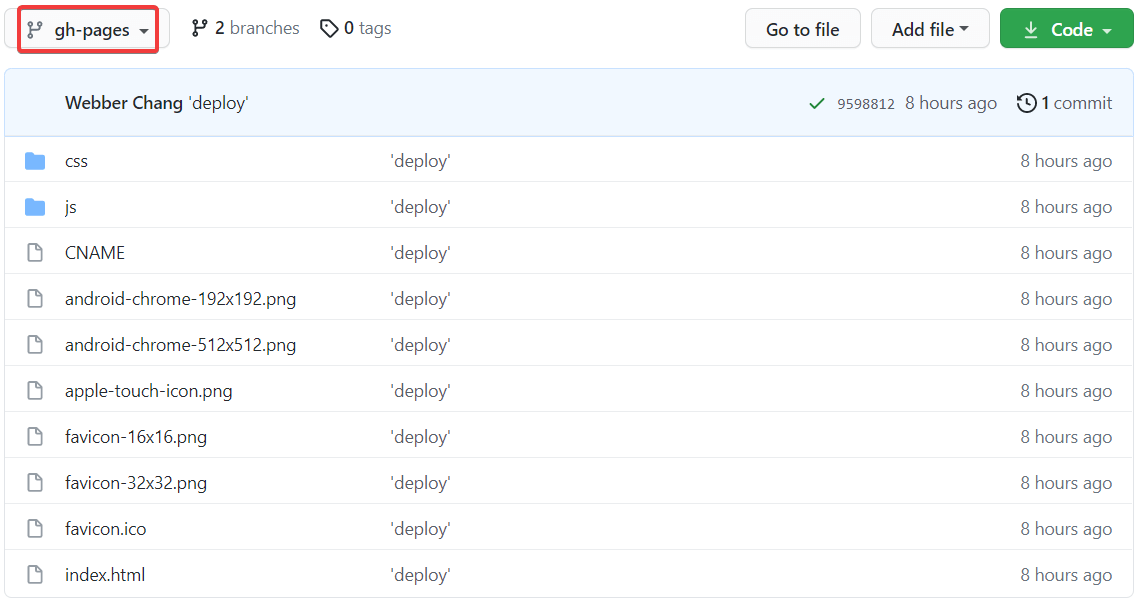 gh-pages 2 branches 0 tags Go to file Add file Code
Webber Chang 'deploy' 9598812 8 hours ago 1 commit
css 'deploy' 8 hours ago
js 'deploy' 8 hours ago
CNAME 'deploy' 8 hours ago
android-chrome-192x192.png 'deploy' 8 hours ago
android-chrome-512x512.png 'deploy' 8 hours ago
apple-touch-icon.png 'deploy' 8 hours ago
favicon-16x16.png 'deploy' 8 hours ago
favicon-32x32.png 'deploy' 8 hours ago
favicon.ico 'deploy' 8 hours ago
index.html 'deploy' 8 hours ago